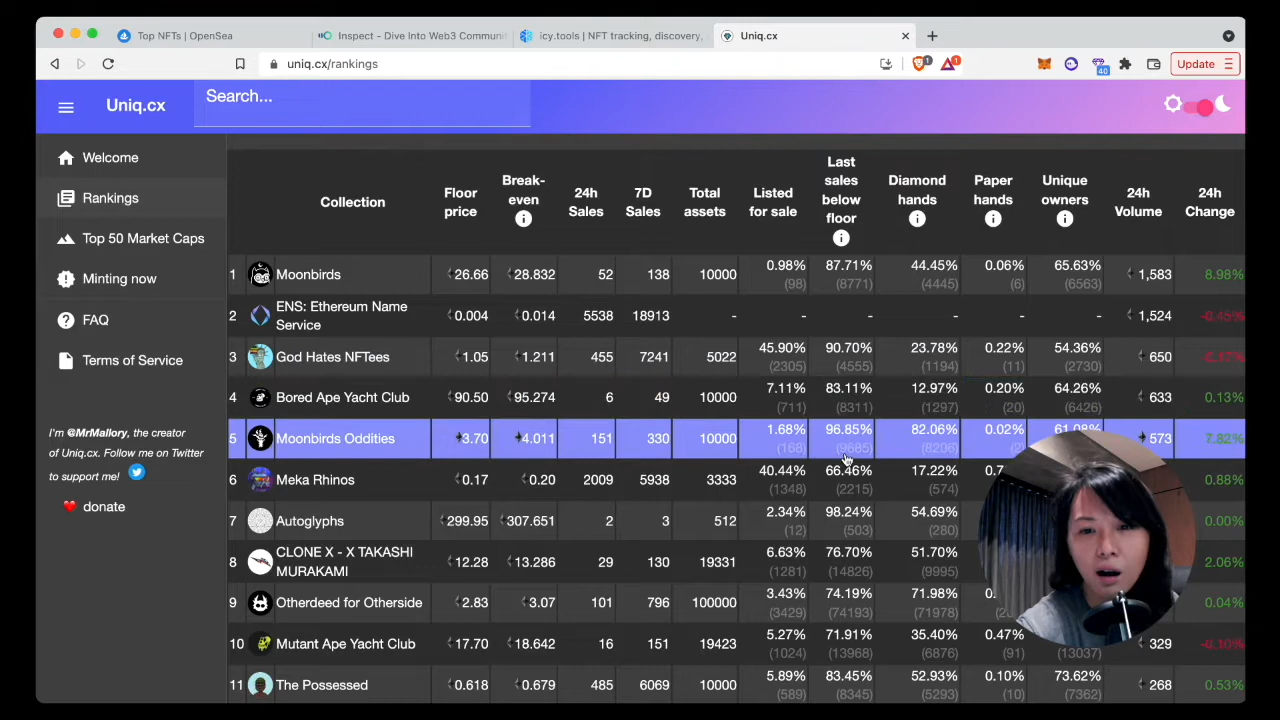 Top NFTs | OpenSea
Inspect - Dive Into Web3 Commun
icy.tools | NFT tracking, discovery,
Uniq.cx
uniq.cx/rankings
1
1
40
Update
Uniq.cx
Search...
Welcome
Rankings
Top 50 Market Caps
Minting now
FAQ
Terms of Service
I'm @MrMallory, the creator
of Uniq.cx. Follow me on Twitter
to support me!
donate
Collection
Floor
price
Break-
even
24h
Sales
7D
Sales
Total
assets
Listed
for sale
Last
sales
below
floor
Diamond
hands
Paper
hands
Unique
owners
24h
Volume
24h
Change
1 Moonbirds 26.66 28.832 52 138 10000 0.98% 87.71% 44.45% 0.06% 65.63% 1,583 8.98%
(98) (8771) (4445) (6) (6563)
2 ENS: Ethereum Name
Service 0.004 0.014 5538 18913 - - - - - - 1,524 -0.45%
3 God Hates NFTees 1.05 1.211 455 7241 5022 45.90% 90.70% 23.78% 0.22% 54.36% 650
(2305) (4555) (1194) (11) (2730)
4 Bored Ape Yacht Club 90.50 95.274 6 49 10000 7.11% 83.11% 12.97% 0.20% 64.26% 633 0.13%
(711) (8311) (1297) (20) (6426)
5 Moonbirds Oddities 3.70 4.011 151 330 10000 1.68% 96.85% 82.06% 0.02% 573 7.82%
(168) (9685) (8206)
6 Meka Rhinos 0.17 0.20 2009 5938 3333 40.44% 66.46% 17.22% 0.88%
(1348) (2215) (574)
7 Autoglyphs 299.95 307.651 2 3 512 2.34% 98.24% 54.69% 0.00%
(12) (503) (280)
8 CLONE X - X TAKASHI
MURAKAMI 12.28 13.286 29 130 19331 6.63% 76.70% 51.70% 2.06%
(1281) (14826) (9995)
9 Otherdeed for Otherside 2.83 3.07 101 796 100000 3.43% 74.19% 71.98% 0.04%
(3429) (74193) (71978)
10 Mutant Ape Yacht Club 17.70 18.642 16 151 19423 5.27% 71.91% 35.40% 0.47% 329 -0.10%
(1024) (13968) (6876) (91) (13037)
11 The Possessed 0.618 0.679 485 6069 10000 5.89% 83.45% 52.93% 0.10% 73.62% 268 0.53%
(589) (8345) (5293) (10) (7362)